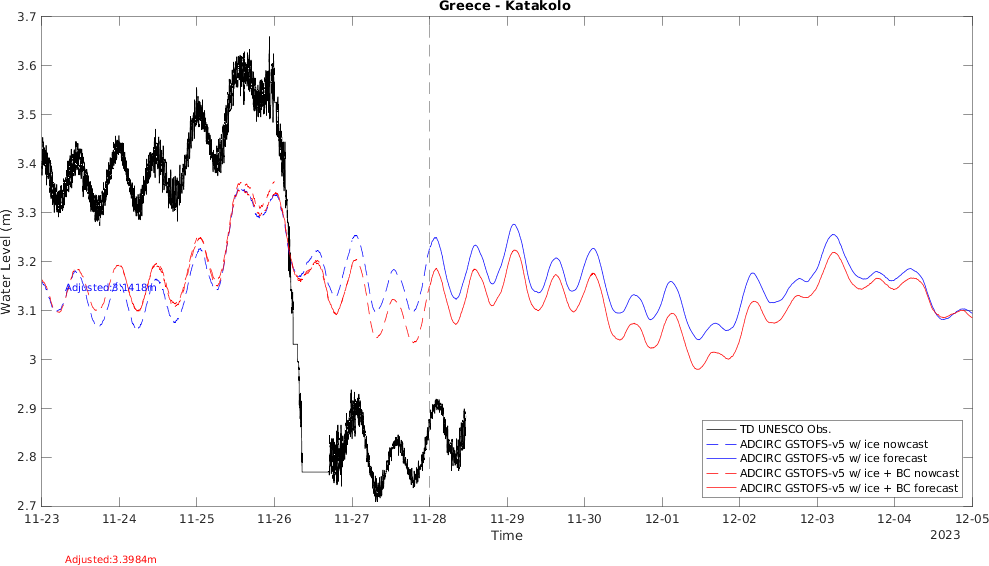 Greece - Katakolo
3.7
3.6
3.5
3.4
3.3
3.2
3.1
3
2.9
2.8
2.7
Water Level (m)
Adjusted:3.1418m
TD UNESCO Obs.
ADCIRC GSTOFS-v5 w/ ice nowcast
ADCIRC GSTOFS-v5 w/ ice forecast
ADCIRC GSTOFS-v5 w/ ice + BC nowcast
ADCIRC GSTOFS-v5 w/ ice + BC forecast
11-23 11-24 11-25 11-26 11-27 11-28 11-29 11-30 12-01 12-02 12-03 12-04 12-05
Time
2023
Adjusted:3.3984m